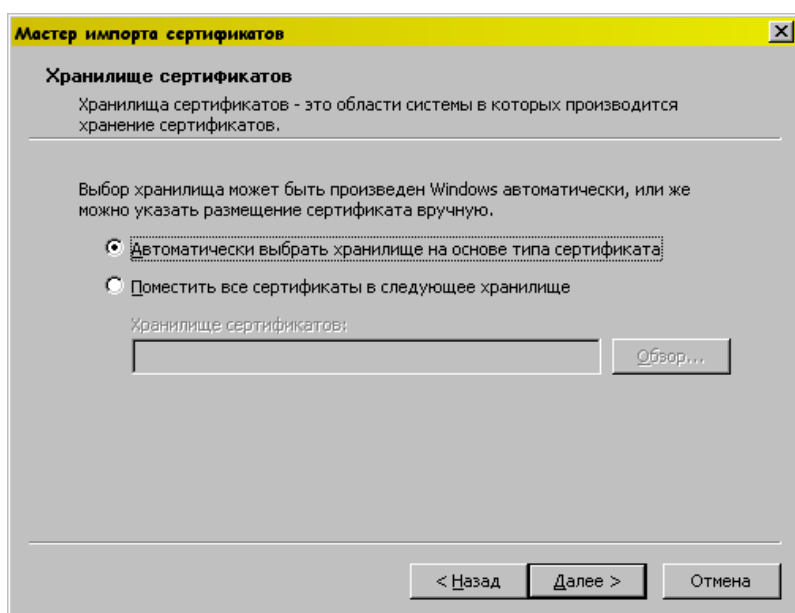 Мастер импорта сертификатов
Хранилище сертификатов
Хранилища сертификатов - это области системы в которых производится
хранение сертификатов.
Выбор хранилища может быть произведен Windows автоматически, или же
можно указать размещение сертификата вручную.
Автоматически выбрать хранилище на основе типа сертификата
Поместить все сертификаты в следующее хранилище
Хранилище сертификатов:
Обзор...
< Назад Далее > Отмена